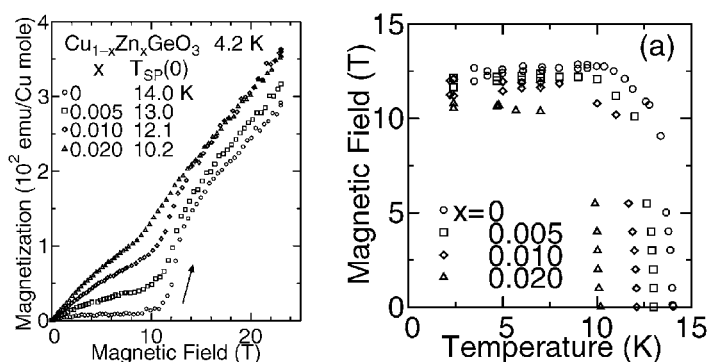 Cu1-xZnxGeO3 4.2 K
x TSP(0)
0 14.0 K
0.005 13.0
0.010 12.1
0.020 10.2
4
3
2
1
0
0 10 20
Magnetization (10² emu/Cu mole)
Magnetic Field (T)
(a)
15
10
5
0
x=0
0.005
0.010
0.020
0 5 10 15
Magnetic Field (T)
Temperature (K)